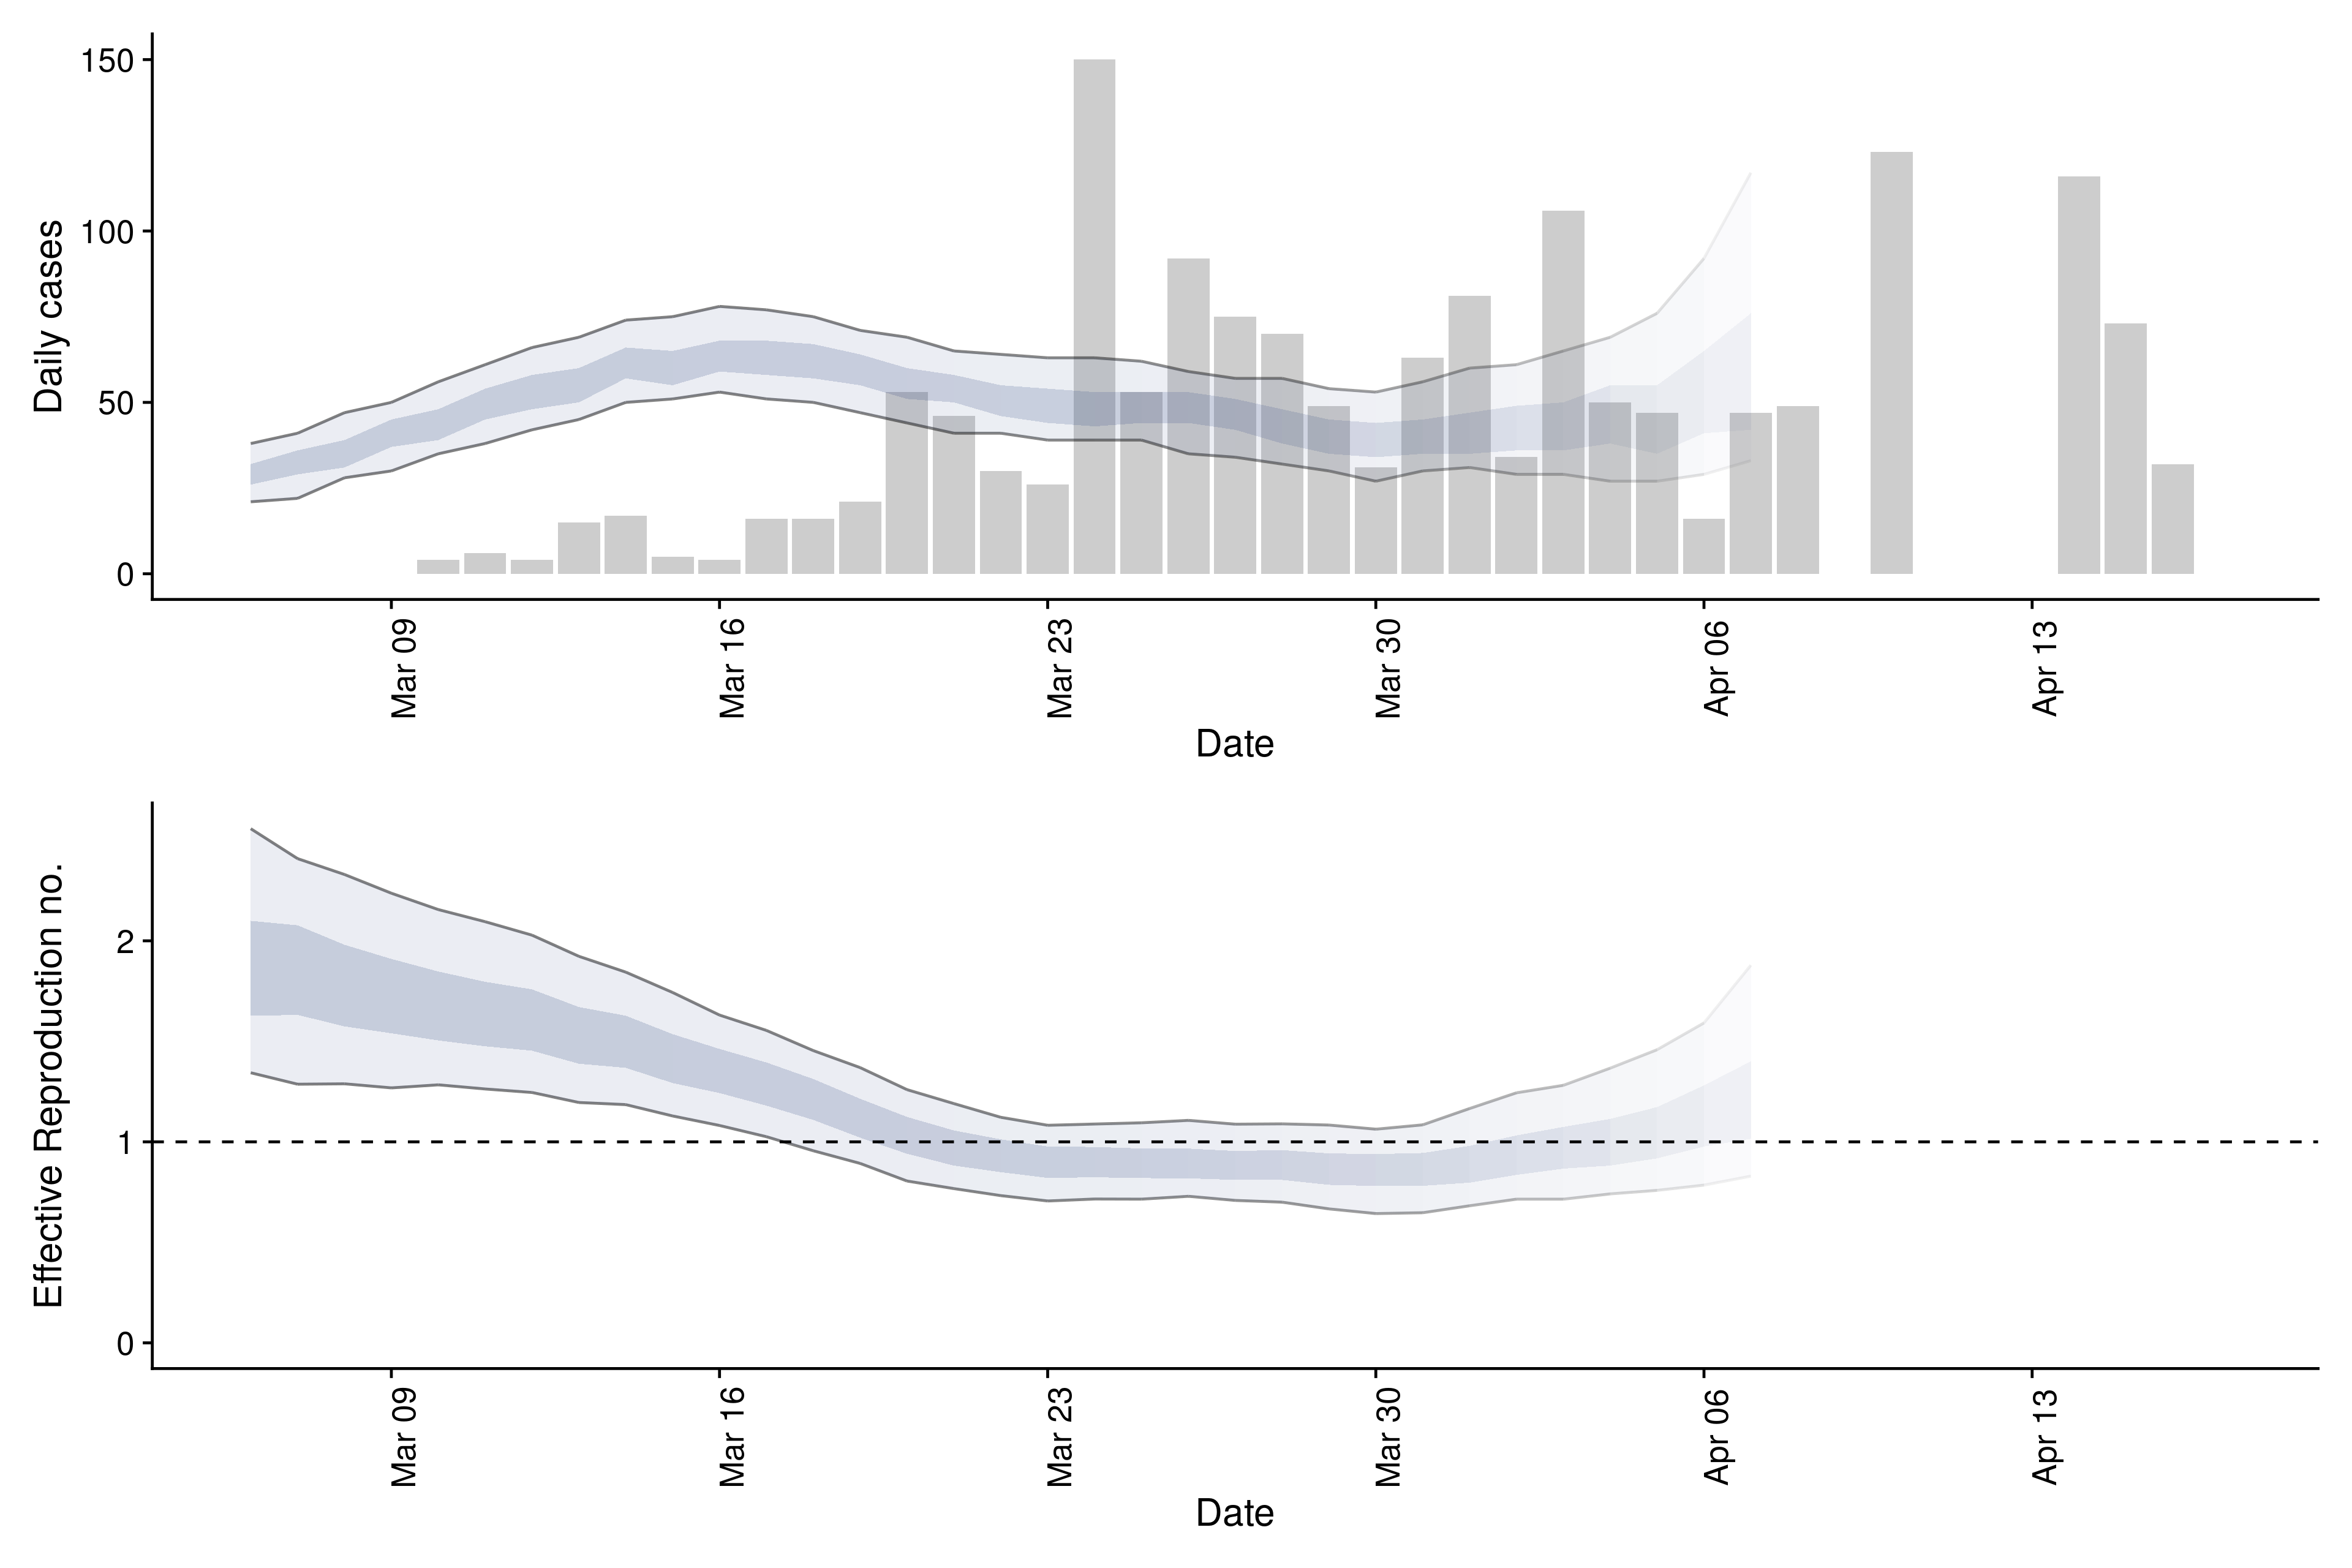 Daily cases
150
100
50
0
Mar 09
Mar 16
Mar 23
Mar 30
Apr 06
Apr 13
Date
Effective Reproduction no.
2
1
0
Mar 09
Mar 16
Mar 23
Mar 30
Apr 06
Apr 13
Date